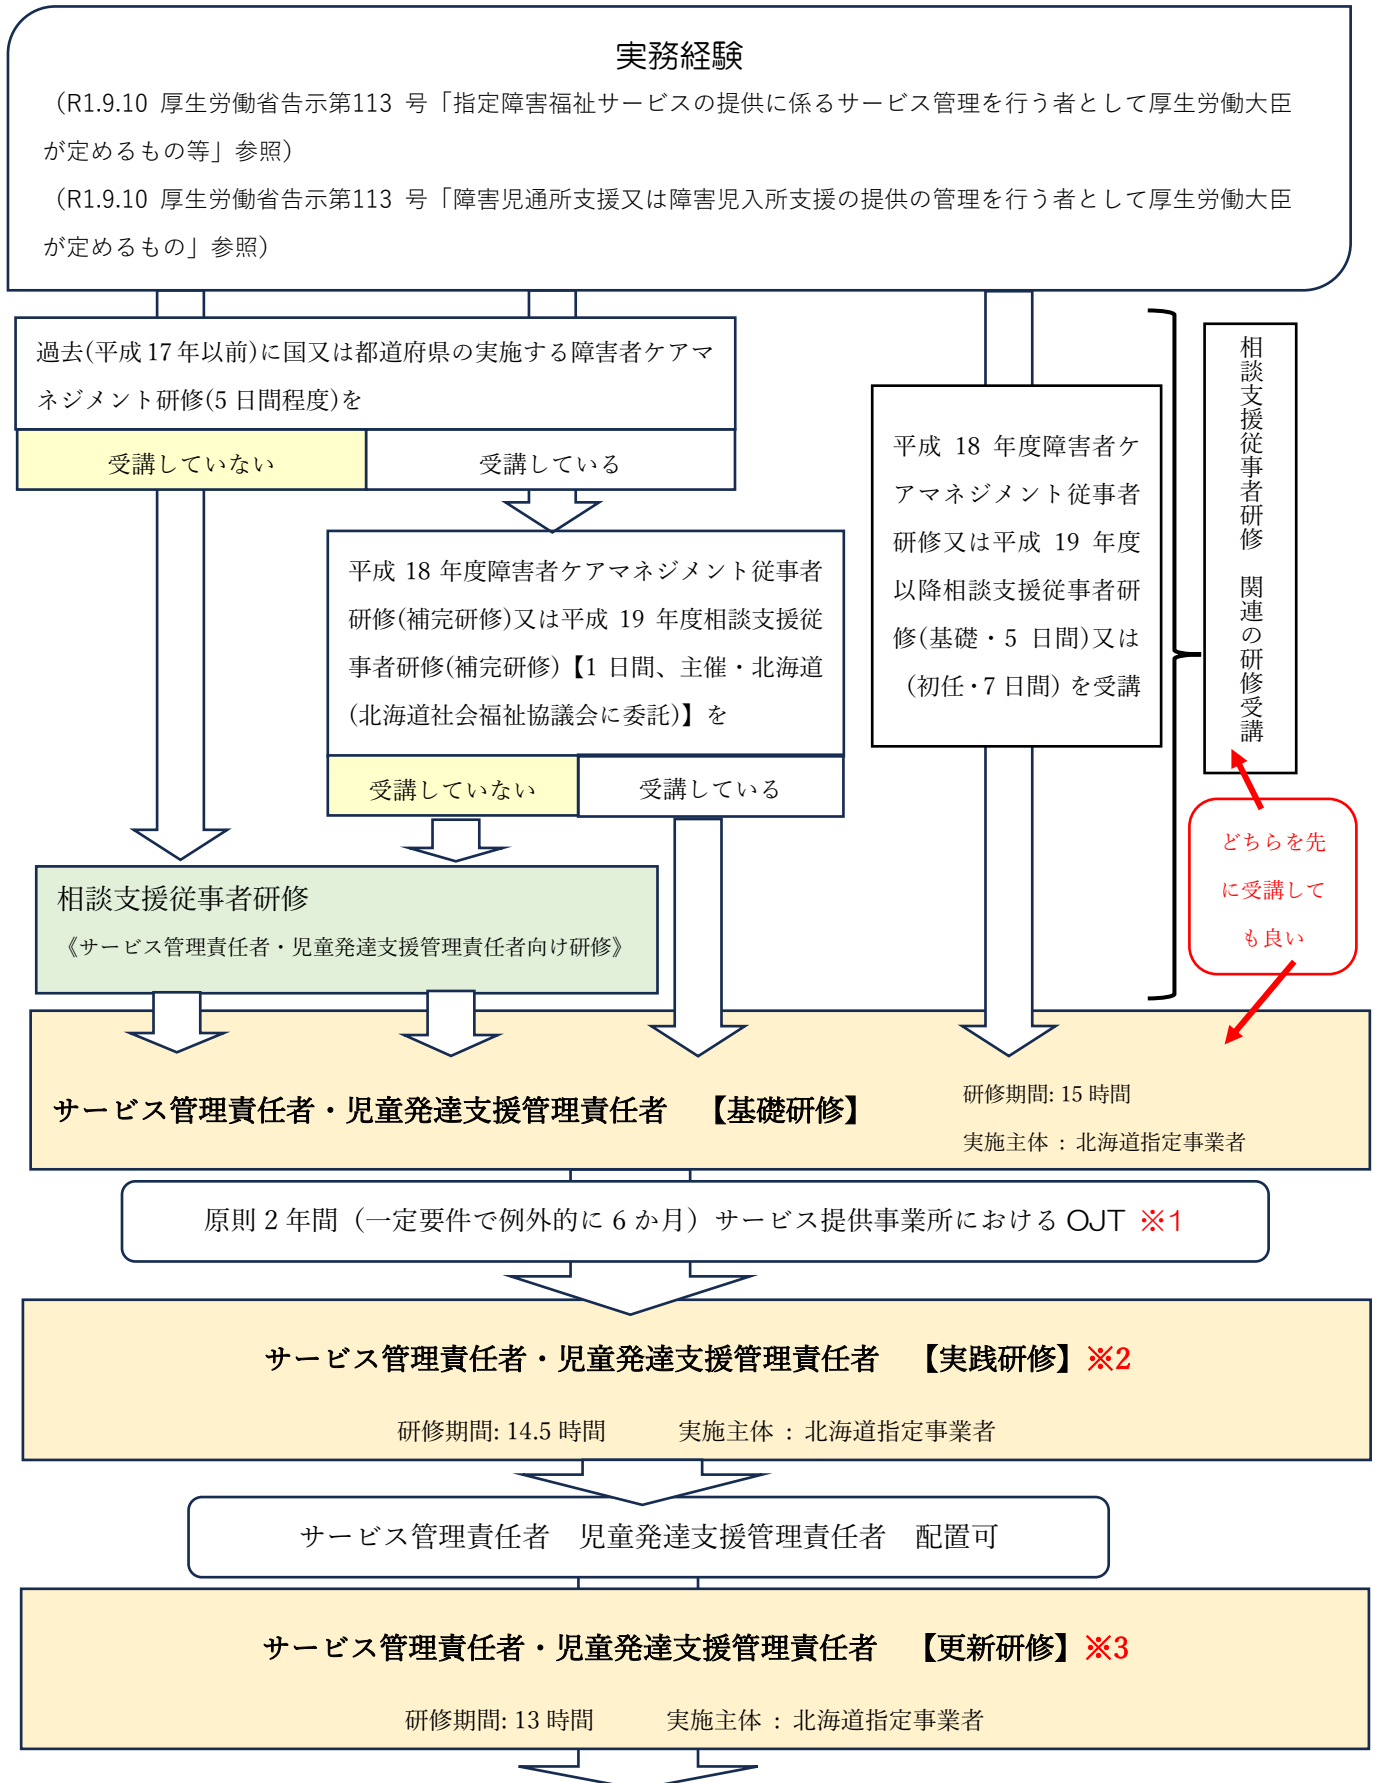 実務経験
（R1.9.10 厚生労働省告示第113 号「指定障害福祉サービスの提供に係るサービス管理を行う者として厚生労働大臣
が定めるもの等」参照）
（R1.9.10 厚生労働省告示第113 号「障害児通所支援又は障害児入所支援の提供の管理を行う者として厚生労働大臣
が定めるもの」参照）
過去(平成17年以前)に国又は都道府県の実施する障害者ケアマ
ネジメント研修(5日間程度)を
受講していない
受講している
平成 18 年度障害者ケアマネジメント従事者
研修(補完研修)又は平成 19 年度相談支援従
事者研修(補完研修)【1 日間、主催・北海道
(北海道社会福祉協議会に委託)】を
受講していない
受講している
平成 18 年度障害者ケ
アマネジメント従事者
研修又は平成 19 年度
以降相談支援従事者研
修(基礎・5 日間)又は
（初任・7 日間）を受講
相談支援従事者研修　関連の研修受講
どちらを先
に受講して
も良い
相談支援従事者研修
《サービス管理責任者・児童発達支援管理責任者向け研修》
サービス管理責任者・児童発達支援管理責任者　【基礎研修】
研修期間: 15 時間
実施主体 : 北海道指定事業者
原則 2 年間（一定要件で例外的に 6 か月）サービス提供事業所における OJT ※1
サービス管理責任者・児童発達支援管理責任者　【実践研修】※2
研修期間: 14.5 時間　　実施主体 : 北海道指定事業者
サービス管理責任者　児童発達支援管理責任者　配置可
サービス管理責任者・児童発達支援管理責任者　【更新研修】※3
研修期間: 13 時間　　実施主体 : 北海道指定事業者